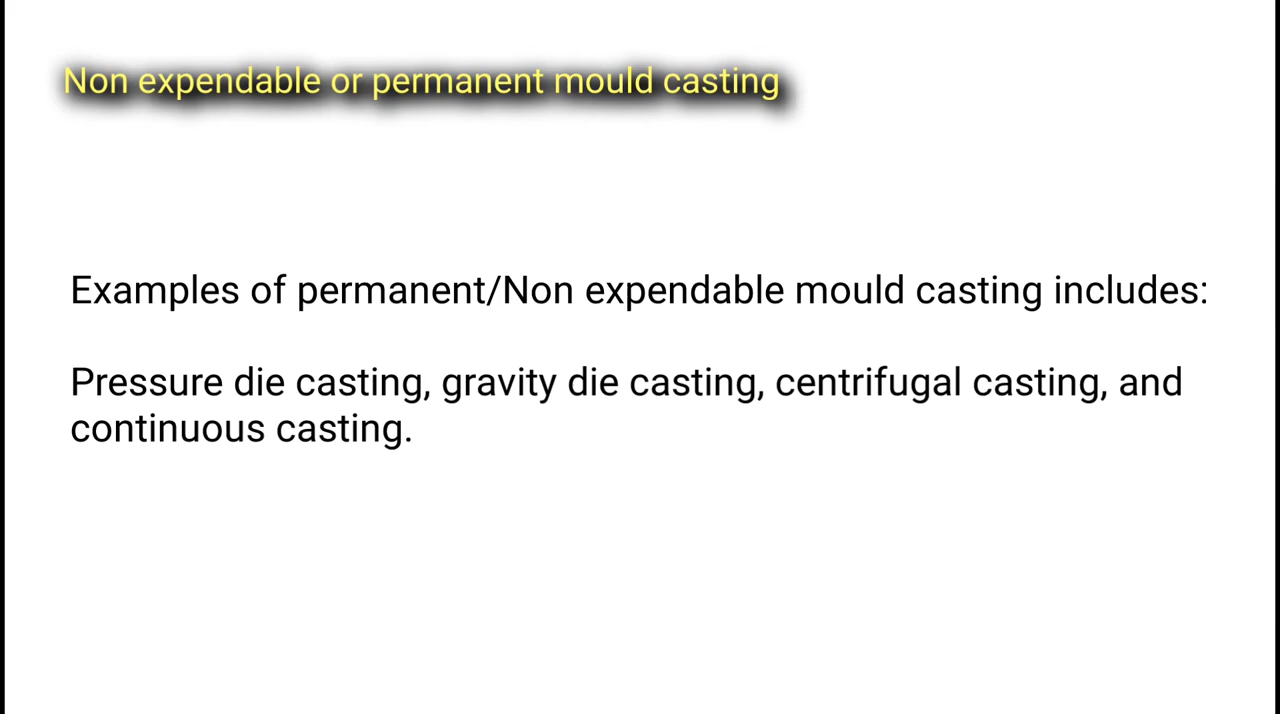 Non expendable or permanent mould casting
Examples of permanent/Non expendable mould casting includes:
Pressure die casting, gravity die casting, centrifugal casting, and
continuous casting.